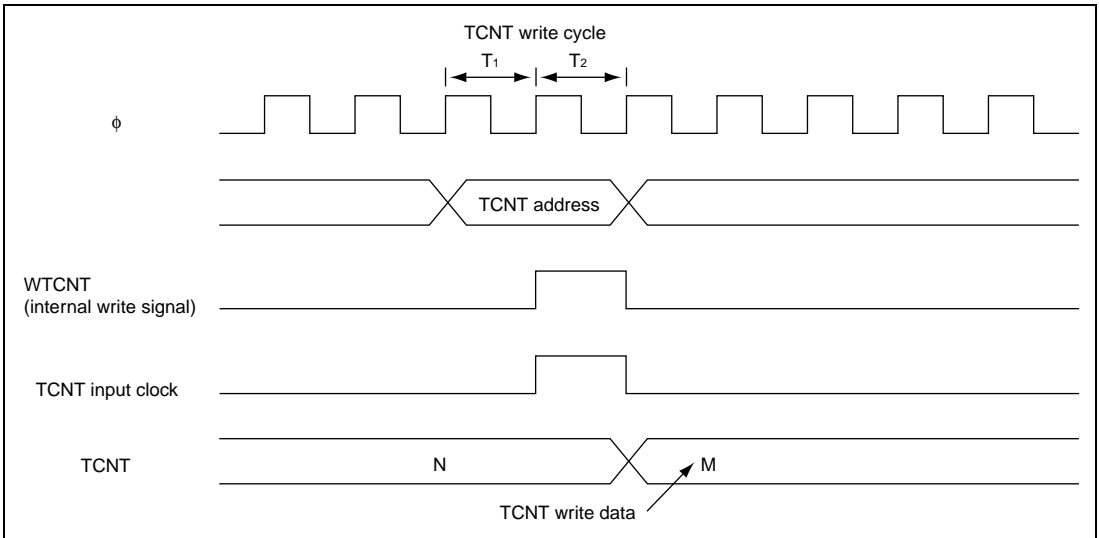 TCNT write cycle
T1 T2
ϕ
TCNT address
WTCNT
(internal write signal)
TCNT input clock
TCNT N M
TCNT write data